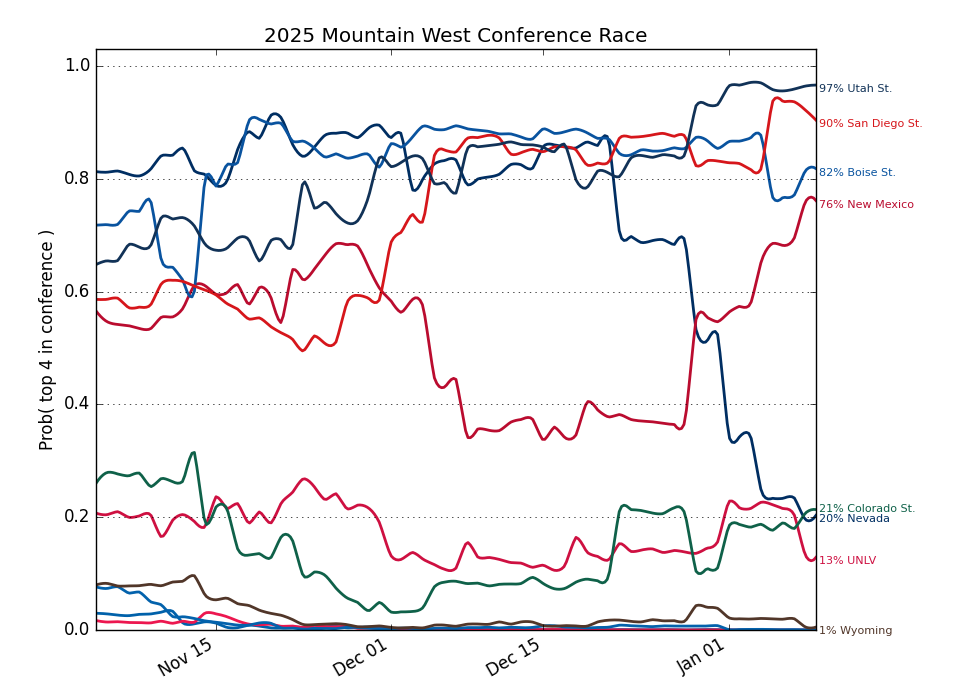 2025 Mountain West Conference Race
Prob( top 4 in conference )
1.0
0.8
0.6
0.4
0.2
0.0
97% Utah St.
90% San Diego St.
82% Boise St.
76% New Mexico
21% Colorado St.
20% Nevada
13% UNLV
1% Wyoming
Nov 15
Dec 01
Dec 15
Jan 01